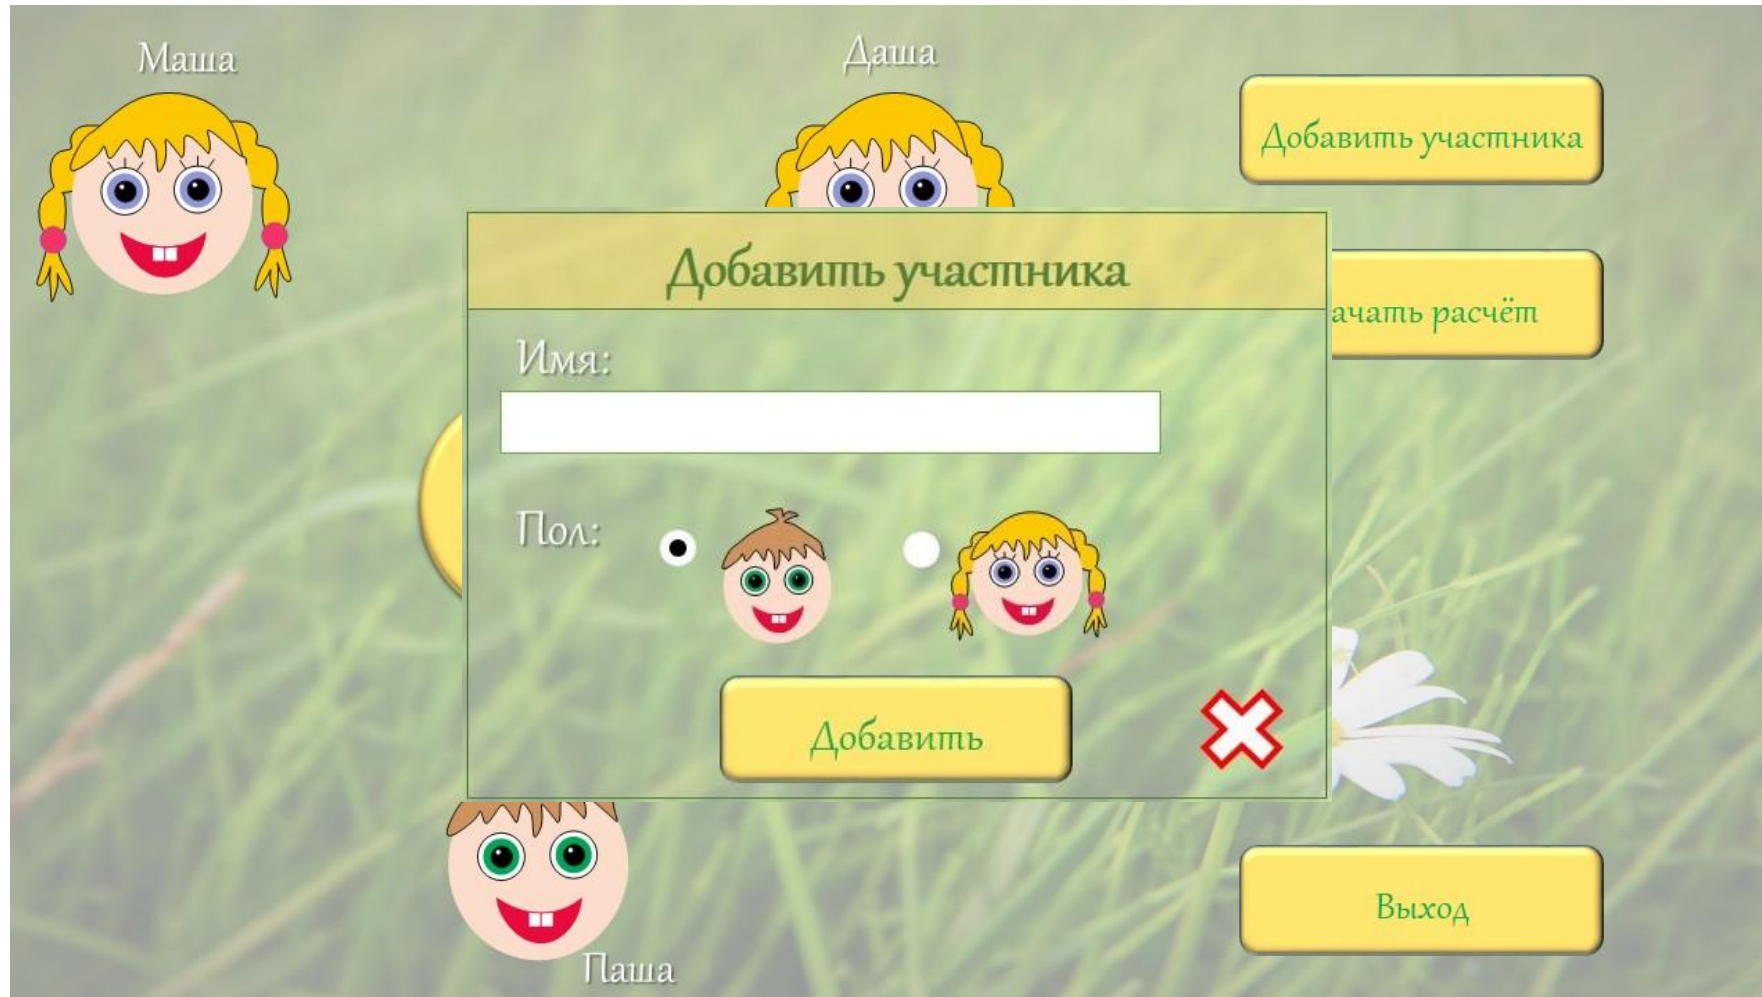 Маша
Даша
Добавить участника
Добавить участника
ачать расчёт
Имя:
Пол:
Добавить
Выход
Паша